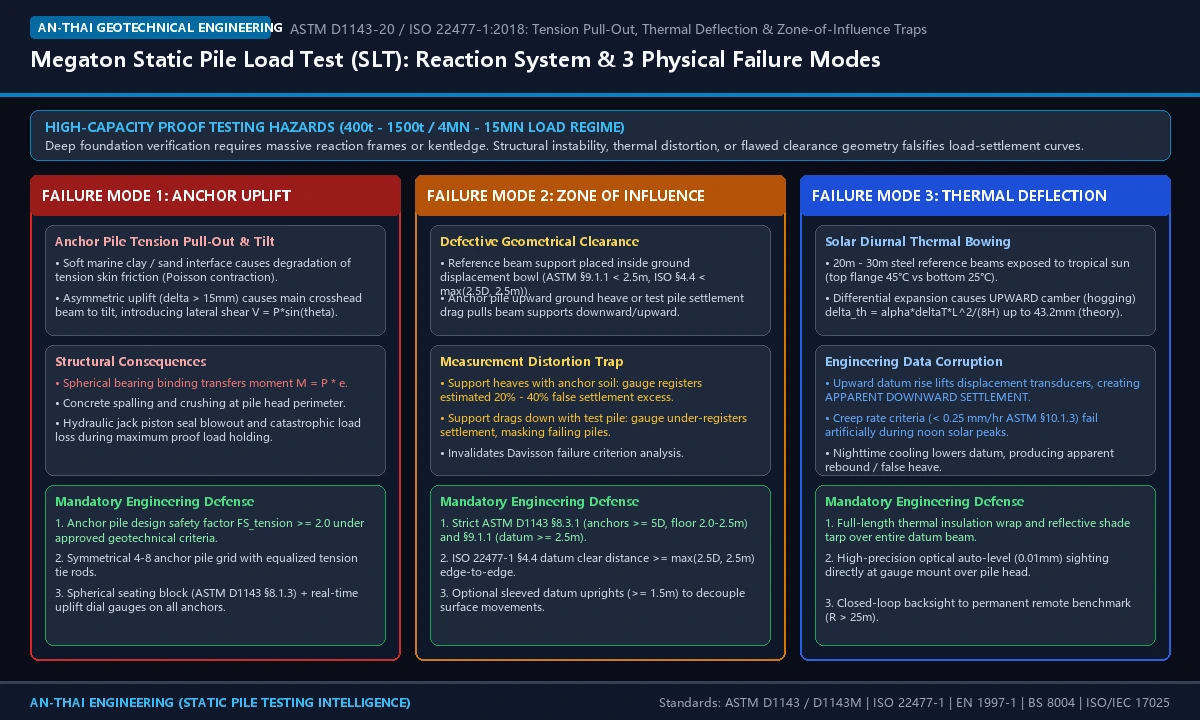 AN-THAI GEOTECHNICAL ENGINEERING
ASTM D1143-20 / ISO 22477-1:2018: Tension Pull-Out, Thermal Deflection & Zone-of-Influence Traps
Megaton Static Pile Load Test (SLT): Reaction System & 3 Physical Failure Modes
HIGH-CAPACITY PROOF TESTING HAZARDS (400t - 1500t / 4MN - 15MN LOAD REGIME)
Deep foundation verification requires massive reaction frames or kentledge. Structural instability, thermal distortion, or flawed clearance geometry falsifies load-settlement curves.
FAILURE MODE 1: ANCHOR UPLIFT
Anchor Pile Tension Pull-Out & Tilt
• Soft marine clay / sand interface causes degradation of
tension skin friction (Poisson contraction).
• Asymmetric uplift (delta > 15mm) causes main crosshead
beam to tilt, introducing lateral shear V = P*sin(theta).
Structural Consequences
• Spherical bearing binding transfers moment M = P * e.
• Concrete spalling and crushing at pile head perimeter.
• Hydraulic jack piston seal blowout and catastrophic load
loss during maximum proof load holding.
Mandatory Engineering Defense
1. Anchor pile design safety factor FS_tension >= 2.0 under
approved geotechnical criteria.
2. Symmetrical 4-8 anchor pile grid with equalized tension
tie rods.
3. Spherical seating block (ASTM D1143 §8.1.3) + real-time
uplift dial gauges on all anchors.
FAILURE MODE 2: ZONE OF INFLUENCE
Defective Geometrical Clearance
• Reference beam support placed inside ground
displacement bowl (ASTM §9.1.1 < 2.5m, ISO §4.4 <
max(2.5D, 2.5m)).
• Anchor pile upward ground heave or test pile settlement
drag pulls beam supports downward/upward.
Measurement Distortion Trap
• Support heaves with anchor soil: gauge registers
estimated 20% - 40% false settlement excess.
• Support drags down with test pile: gauge under-registers
settlement, masking failing piles.
• Invalidates Davisson failure criterion analysis.
Mandatory Engineering Defense
1. Strict ASTM D1143 §8.3.1 (anchors >= 5D, floor 2.0-2.5m)
and §9.1.1 (datum >= 2.5m).
2. ISO 22477-1 §4.4 datum clear distance >= max(2.5D, 2.5m)
edge-to-edge.
3. Optional sleeved datum uprights (>= 1.5m) to decouple
surface movements.
FAILURE MODE 3: THERMAL DEFLECTION
Solar Diurnal Thermal Bowing
• 20m - 30m steel reference beams exposed to tropical sun
(top flange 45°C vs bottom 25°C).
• Differential expansion causes UPWARD camber (hogging)
delta_th = alpha*deltaT*L^2/(8H) up to 43.2mm (theory).
Engineering Data Corruption
• Upward datum rise lifts displacement transducers, creating
APPARENT DOWNWARD SETTLEMENT.
• Creep rate criteria (< 0.25 mm/hr ASTM §10.1.3) fail
artificially during noon solar peaks.
• Nighttime cooling lowers datum, producing apparent
rebound / false heave.
Mandatory Engineering Defense
1. Full-length thermal insulation wrap and reflective shade
tarp over entire datum beam.
2. High-precision optical auto-level (0.01mm) sighting
directly at gauge mount over pile head.
3. Closed-loop backsight to permanent remote benchmark
(R > 25m).
AN-THAI ENGINEERING (STATIC PILE TESTING INTELLIGENCE)
Standards: ASTM D1143 / D1143M | ISO 22477-1 | EN 1997-1 | BS 8004 | ISO/IEC 17025